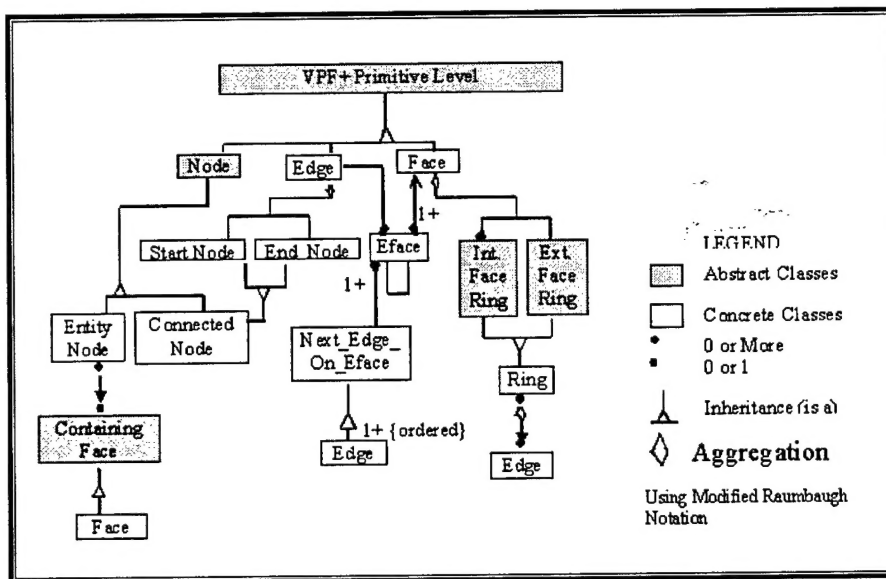 VPF+Primitive Level
Node
Edge
Face
1+
Start Node
End Node
Eface
Int.
Face
Ring
Ext.
Face
Ring
1+
Entity
Node
Connected
Node
Next_Edge_
On_Eface
Ring
Containing
Face
1+ {ordered}
Edge
Edge
Face
LEGEND
Abstract Classes
Concrete Classes
0 or More
0 or 1
Inheritance (is a)
Aggregation
Using Modified Raumbaugh
Notation